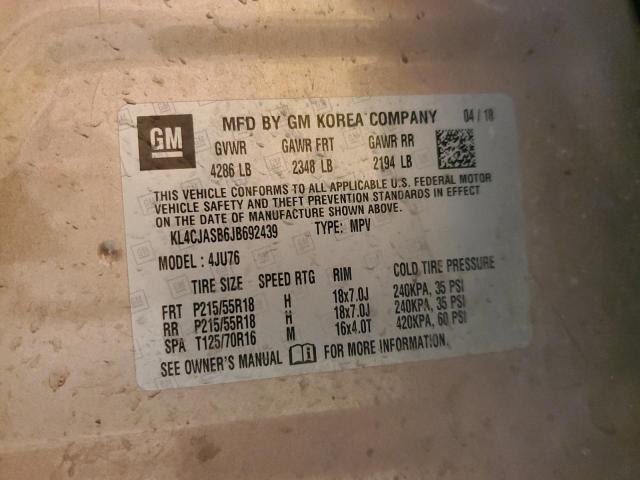 GM
MFD BY GM KOREA COMPANY 04 / 18
GVWR GAWR FRT GAWR RR
4286 LB 2348 LB 2194 LB
THIS VEHICLE CONFORMS TO ALL APPLICABLE U.S. FEDERAL MOTOR
VEHICLE SAFETY AND THEFT PREVENTION STANDARDS IN EFFECT
ON THE DATE OF MANUFACTURE SHOWN ABOVE.
KL4CJASB6JB692439 TYPE: MPV
MODEL : 4JU76
TIRE SIZE SPEED RTG RIM COLD TIRE PRESSURE
FRT P215/55R18 H 18x7.0J 240KPA, 35 PSI
RR P215/55R18 H 18x7.0J 240KPA, 35 PSI
SPA T125/70R16 M 16x4.0T 420KPA, 60 PSI
SEE OWNER'S MANUAL FOR MORE INFORMATION.